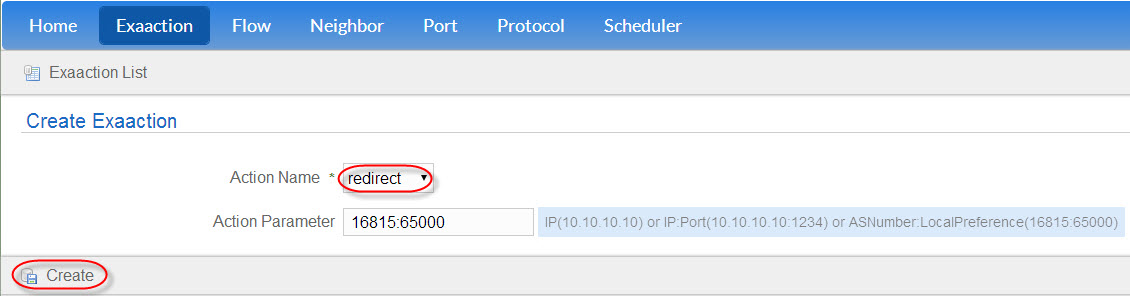 Home Exaaction Flow Neighbor Port Protocol Scheduler
Exaaction List
Create Exaaction
Action Name * redirect
Action Parameter 16815:65000 IP(10.10.10.10) or IP:Port(10.10.10.10:1234) or ASNumber:LocalPreference(16815:65000)
Create